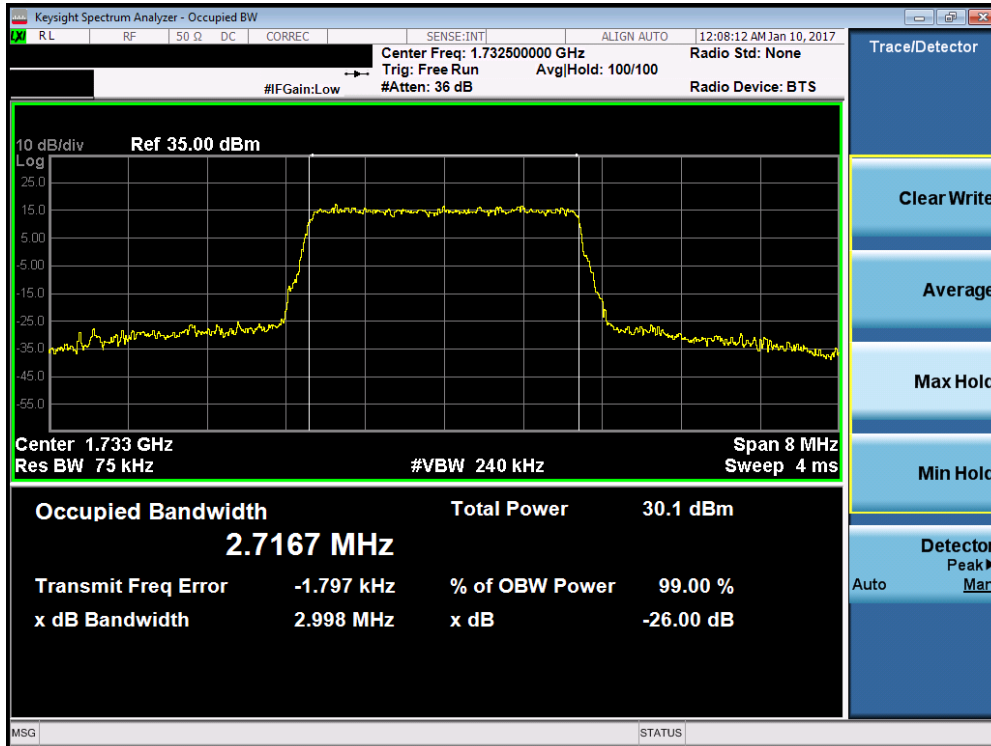 Keysight Spectrum Analyzer - Occupied BW
LXI RL RF 50 Ω DC CORREC SENSE:INT ALIGN AUTO 12:08:12 AM Jan 10, 2017
Center Freq: 1.732500000 GHz Radio Std: None
Trig: Free Run Avg|Hold: 100/100
#IFGain:Low #Atten: 36 dB Radio Device: BTS
10 dB/div Ref 35.00 dBm
Log
25.0
15.0
5.00
-5.00
-15.0
-25.0
-35.0
-45.0
-55.0
Center 1.733 GHz Span 8 MHz
Res BW 75 kHz #VBW 240 kHz Sweep 4 ms
Occupied Bandwidth Total Power 30.1 dBm
2.7167 MHz
Transmit Freq Error -1.797 kHz % of OBW Power 99.00 %
x dB Bandwidth 2.998 MHz x dB -26.00 dB
MSG STATUS
Trace/Detector
Clear Write
Average
Max Hold
Min Hold
Detector
Peak
Auto Man